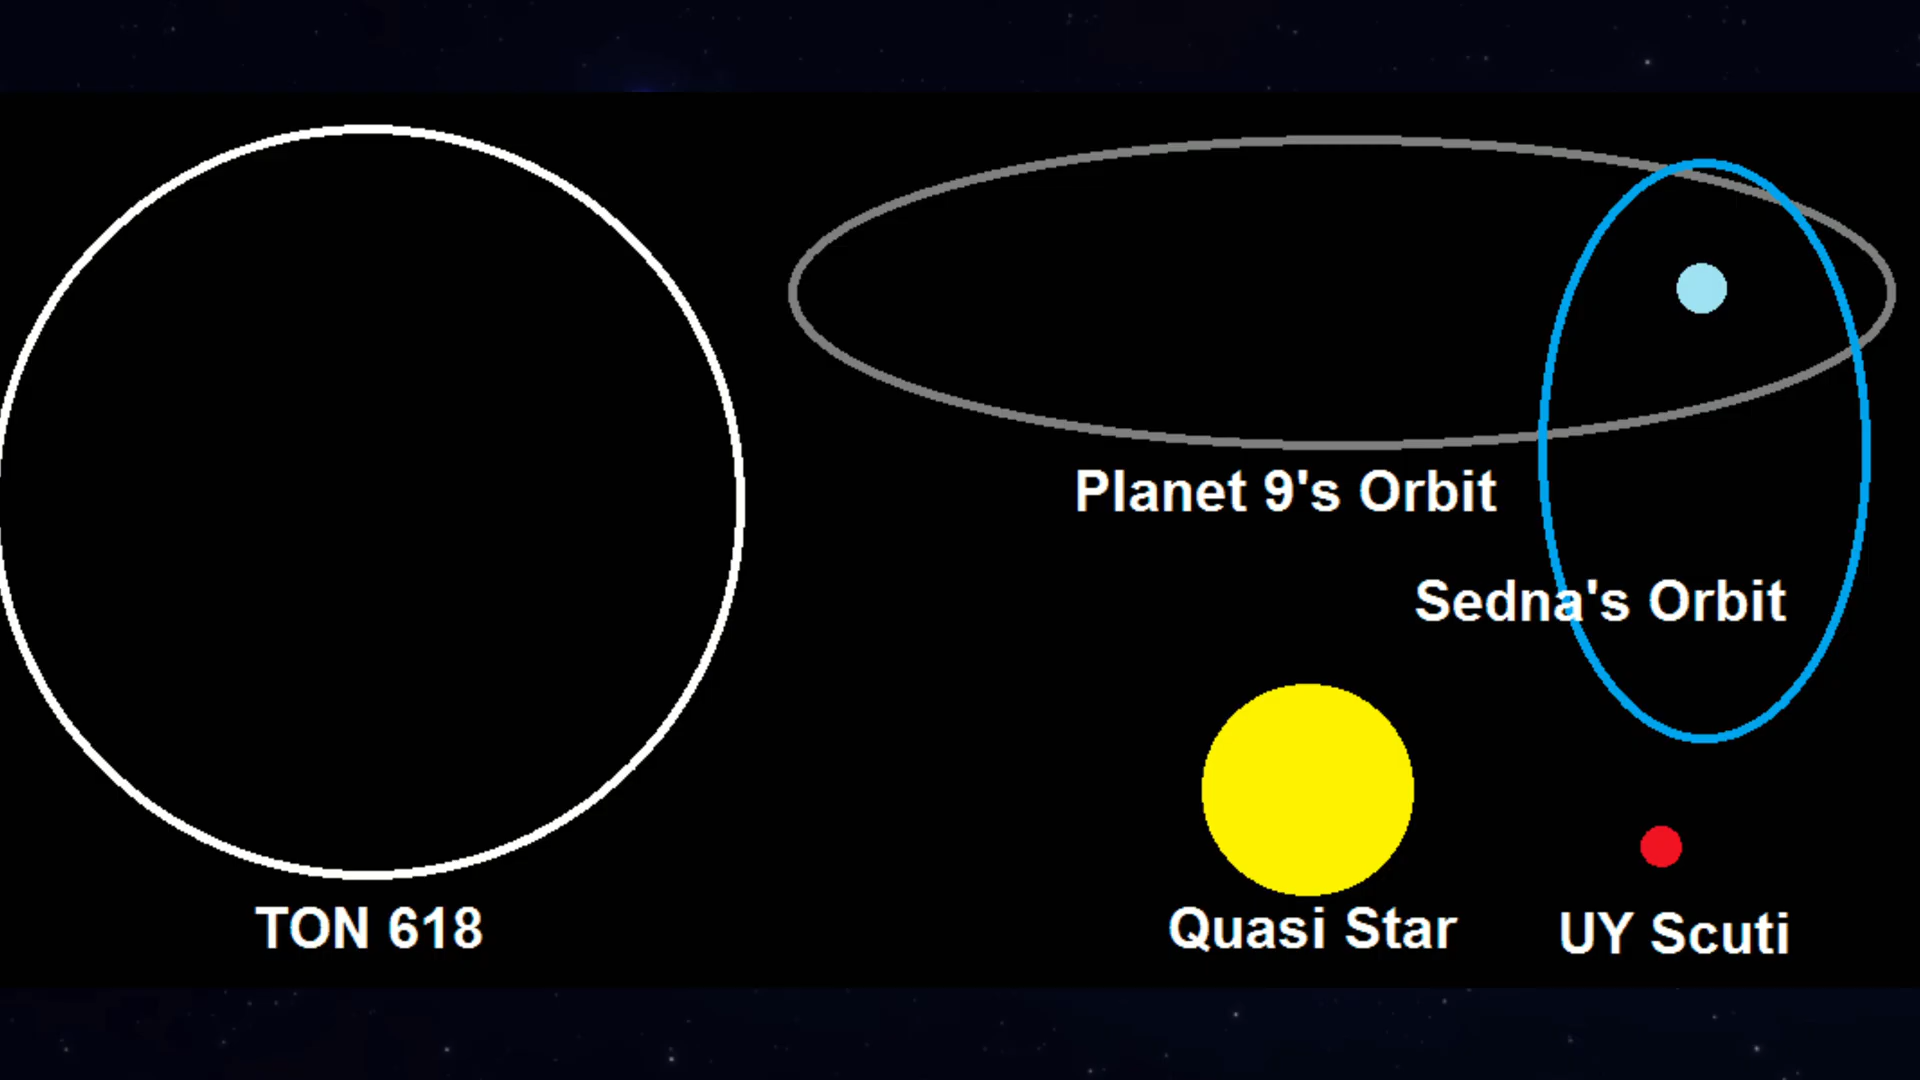 Planet 9's Orbit
Sedna's Orbit
TON 618
Quasi Star
UY Scuti